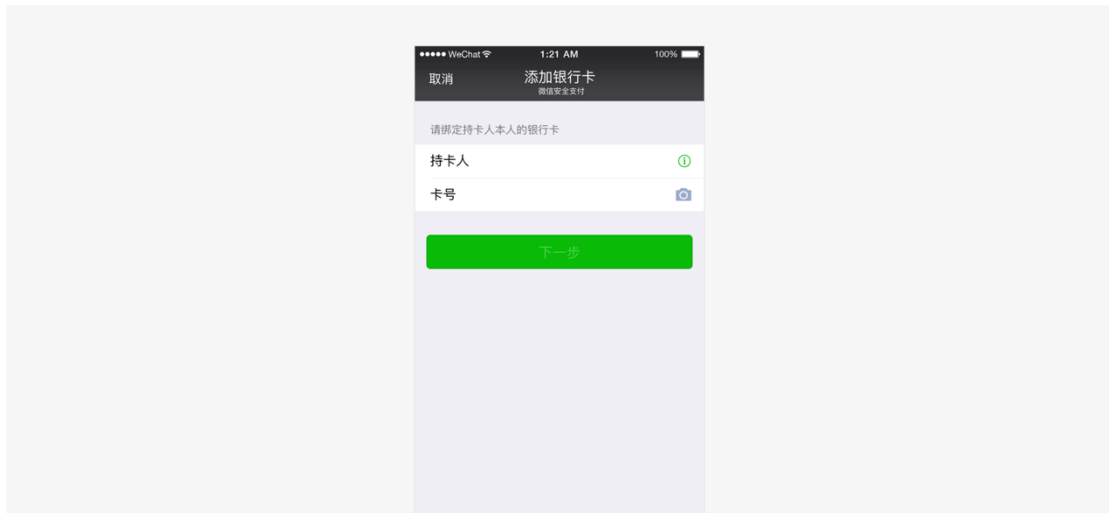 WeChat 1:21 AM 100%
取消 添加银行卡
微信安全支付
请绑定持卡人本人的银行卡
持卡人
卡号
下一步